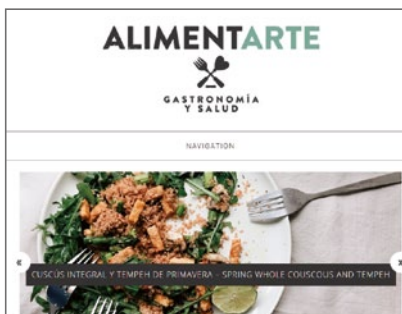 ALIMENTARTE
GASTRONOMÍA
Y SALUD
NAVIGATION
«
»
CUSCÚS INTEGRAL Y TEMPEH DE PRIMAVERA – SPRING WHOLE COUSCOUS AND TEMPEH